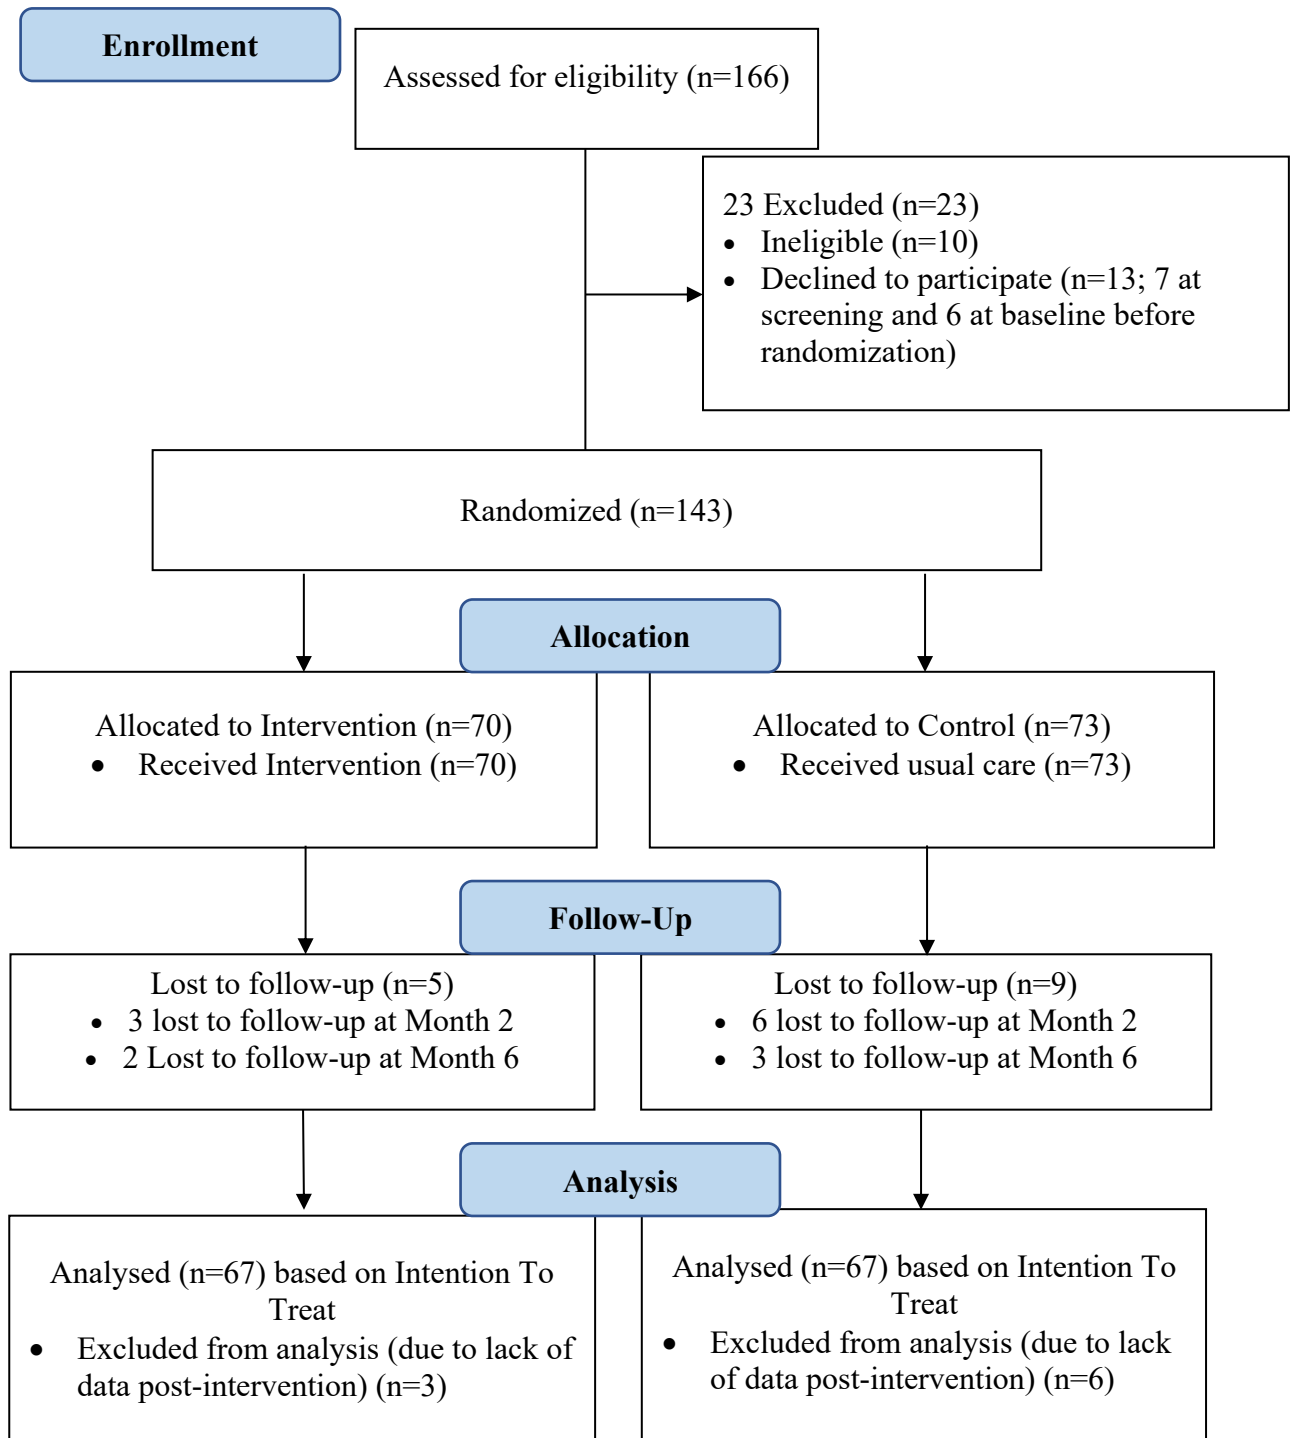 Enrollment
Assessed for eligibility (n=166)
23 Excluded (n=23)
• Ineligible (n=10)
• Declined to participate (n=13; 7 at
screening and 6 at baseline before
randomization)
Randomized (n=143)
Allocation
Allocated to Intervention (n=70)
• Received Intervention (n=70)
Allocated to Control (n=73)
• Received usual care (n=73)
Follow-Up
Lost to follow-up (n=5)
• 3 lost to follow-up at Month 2
• 2 Lost to follow-up at Month 6
Lost to follow-up (n=9)
• 6 lost to follow-up at Month 2
• 3 lost to follow-up at Month 6
Analysis
Analysed (n=67) based on Intention To
Treat
• Excluded from analysis (due to lack of
data post-intervention) (n=3)
Analysed (n=67) based on Intention To
Treat
• Excluded from analysis (due to lack
of data post-intervention) (n=6)